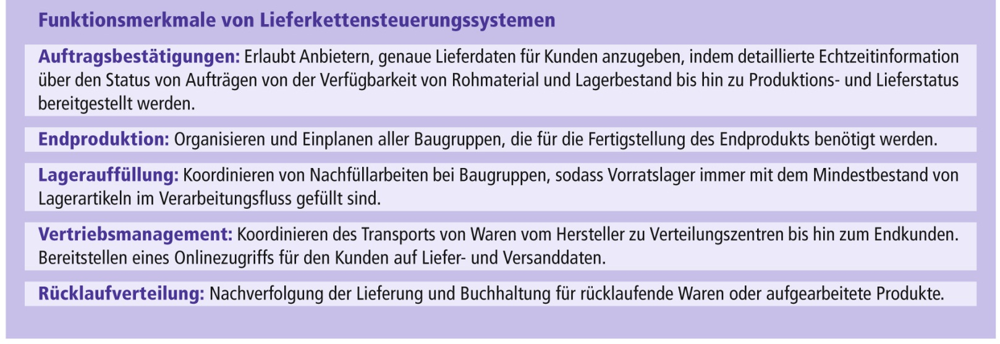 Funktionsmerkmale von Lieferkettensteuerungssystemen
Auftragsbestätigungen: Erlaubt Anbietern, genaue Lieferdaten für Kunden anzugeben, indem detaillierte Echtzeitinformation
über den Status von Aufträgen von der Verfügbarkeit von Rohmaterial und Lagerbestand bis hin zu Produktions- und Lieferstatus
bereitgestellt werden.
Endproduktion: Organisieren und Einplanen aller Baugruppen, die für die Fertigstellung des Endprodukts benötigt werden.
Lagerauffüllung: Koordinieren von Nachfüllarbeiten bei Baugruppen, sodass Vorratslager immer mit dem Mindestbestand von
Lagerartikeln im Verarbeitungsfluss gefüllt sind.
Vertriebsmanagement: Koordinieren des Transports von Waren vom Hersteller zu Verteilungszentren bis hin zum Endkunden.
Bereitstellen eines Onlinezugriffs für den Kunden auf Liefer- und Versanddaten.
Rücklaufverteilung: Nachverfolgung der Lieferung und Buchhaltung für rücklaufende Waren oder aufgearbeitete Produkte.